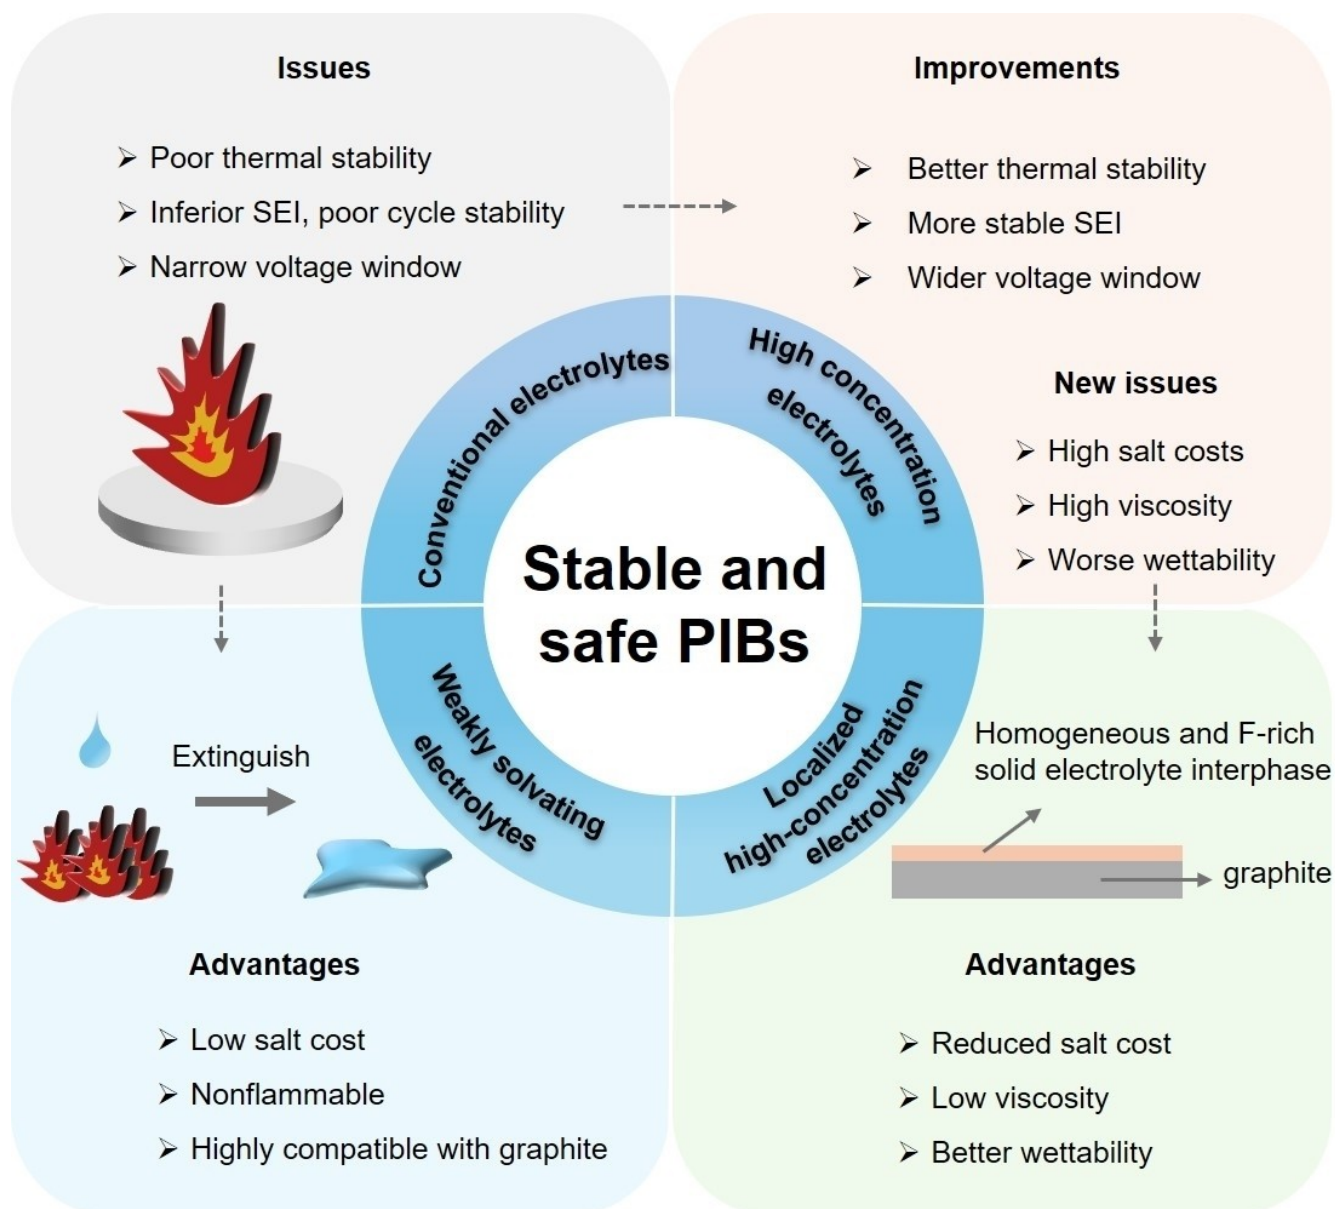 Issues
Poor thermal stability
Inferior SEI, poor cycle stability
Narrow voltage window
Improvements
Better thermal stability
More stable SEI
Wider voltage window
New issues
High salt costs
High viscosity
Worse wettability
Conventional electrolytes
High concentration
electrolytes
Stable and
safe PIBs
Weakly solvating
electrolytes
Localized
high-concentration
electrolytes
Extinguish
Advantages
Low salt cost
Nonflammable
Highly compatible with graphite
Homogeneous and F-rich
solid electrolyte interphase
graphite
Advantages
Reduced salt cost
Low viscosity
Better wettability